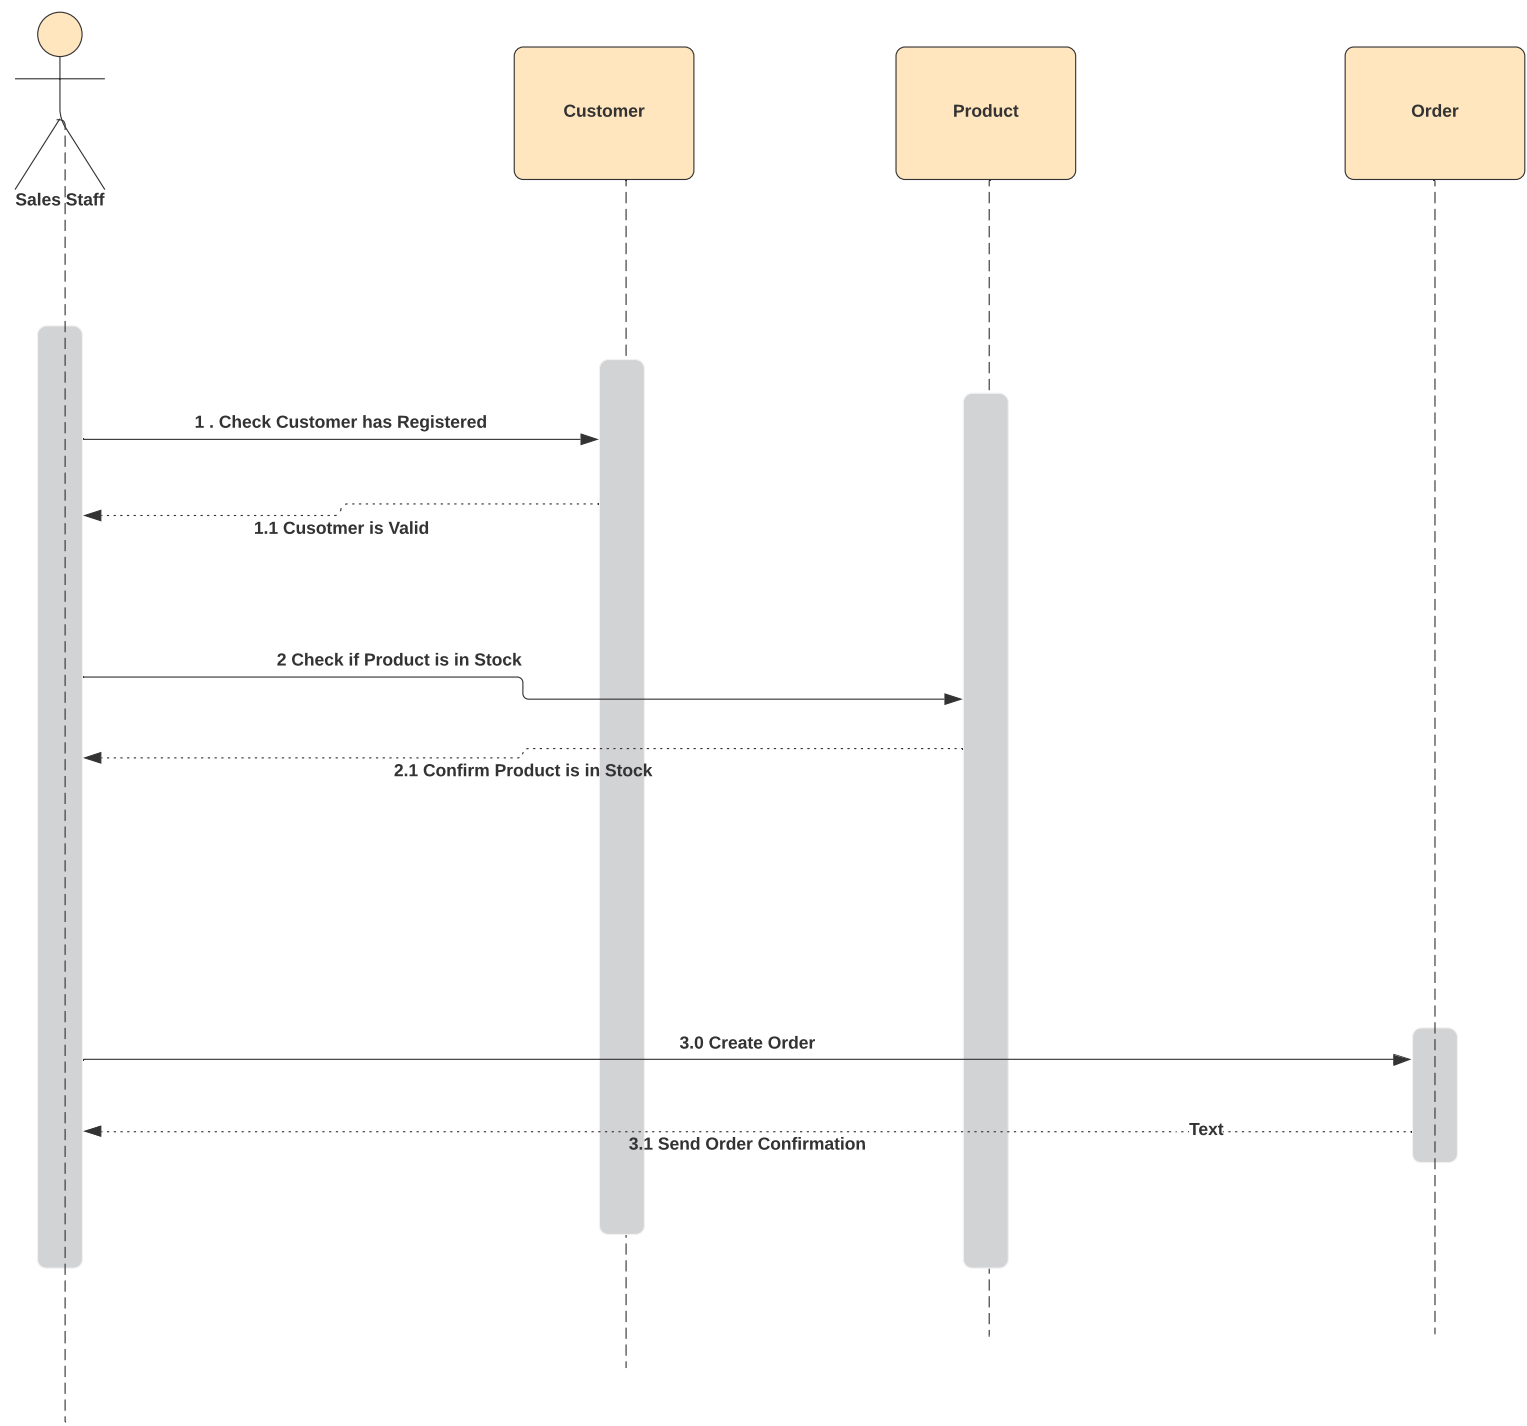 Customer
Product
Order
Sales Staff
1 . Check Customer has Registered
1.1 Cusotmer is Valid
2 Check if Product is in Stock
2.1 Confirm Product is in Stock
3.0 Create Order
Text
3.1 Send Order Confirmation